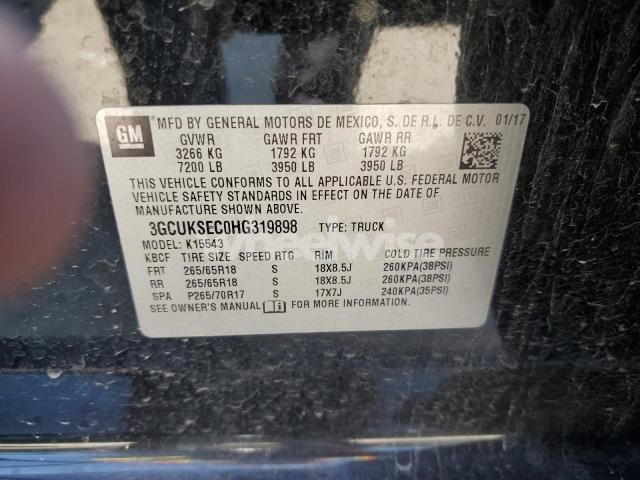 GM
MFD BY GENERAL MOTORS DE MEXICO, S. DE R.L. DE C.V. 01/17
GVWR GAWR FRT GAWR RR
3266 KG 1792 KG 1792 KG
7200 LB 3950 LB 3950 LB
THIS VEHICLE CONFORMS TO ALL APPLICABLE U.S. FEDERAL MOTOR
VEHICLE SAFETY STANDARDS IN EFFECT ON THE DATE OF
MANUFACTURE SHOWN ABOVE.
3GCUKSEC0HG319898 TYPE: TRUCK
MODEL: K15543
KBCF TIRE SIZE SPEED RTG RIM COLD TIRE PRESSURE
FRT 265/65R18 S 18X8.5J 260KPA(38PSI)
RR 265/65R18 S 18X8.5J 260KPA(38PSI)
SPA P265/70R17 S 17X7J 240KPA(35PSI)
SEE OWNER'S MANUAL FOR ADDITIONAL INFORMATION.
wheelwise